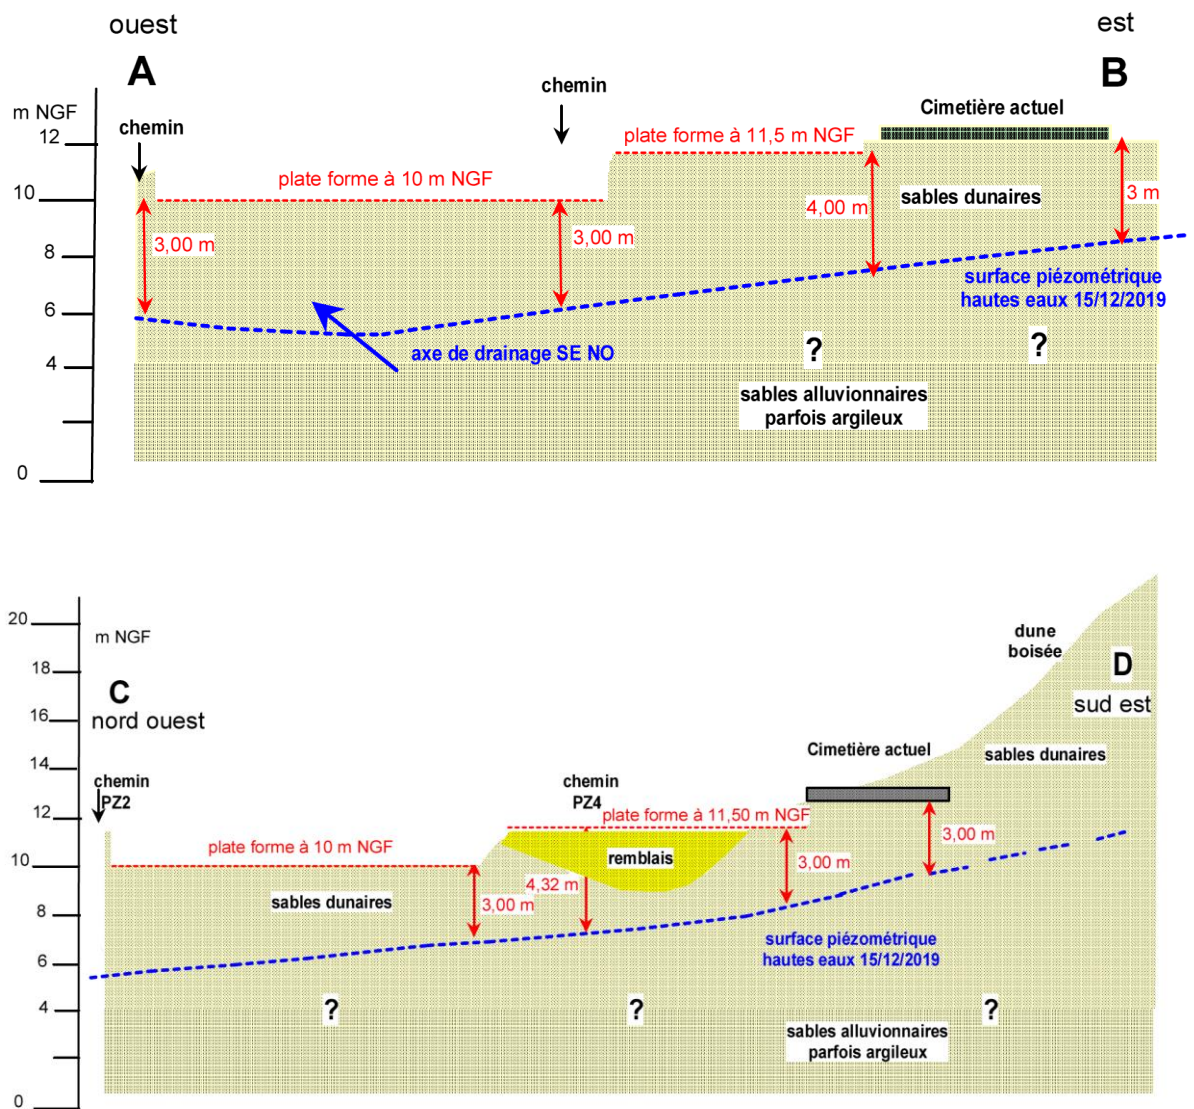 ouest
est
A
B
m NGF
chemin
chemin
Cimetière actuel
12
plate forme à 11,5 m NGF
plate forme à 10 m NGF
10
sables dunaires
3 m
4,00 m
3,00 m
3,00 m
8
surface piézométrique
hautes eaux 15/12/2019
6
axe de drainage SE NO
?
?
4
sables alluvionnaires
parfois argileux
0
20
m NGF
dune
boisée
18
C
D
nord ouest
sud est
16
Cimetière actuel
sables dunaires
14
chemin
PZ2
chemin
PZ4
12
plate forme à 11,50 m NGF
plate forme à 10 m NGF
remblais
3,00 m
3,00 m
10
4,32 m
3,00 m
sables dunaires
8
surface piézométrique
hautes eaux 15/12/2019
6
?
?
?
4
sables alluvionnaires
parfois argileux
0